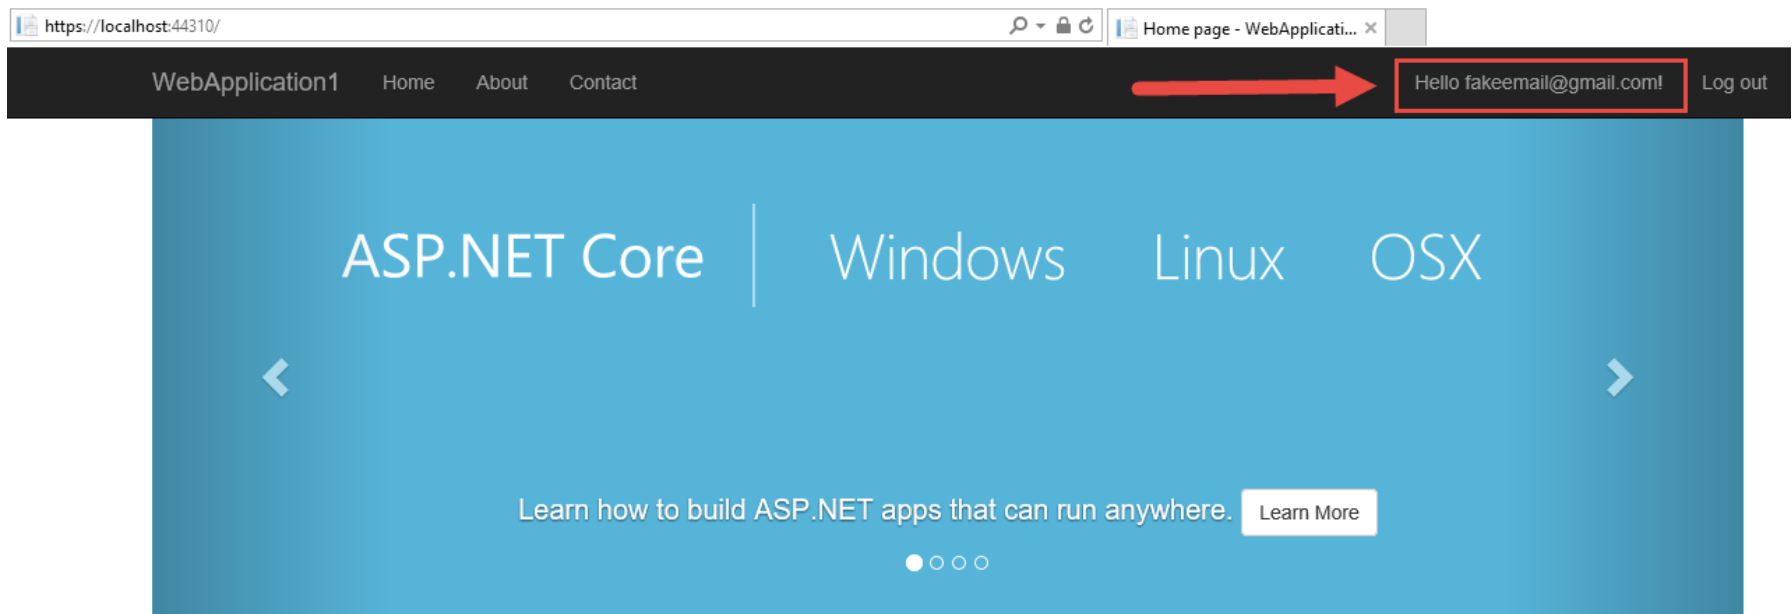 https://localhost:44310/
Home page - WebApplicati...
WebApplication1 Home About Contact Hello fakeemail@gmail.com! Log out
ASP.NET Core Windows Linux OSX
Learn how to build ASP.NET apps that can run anywhere. Learn More